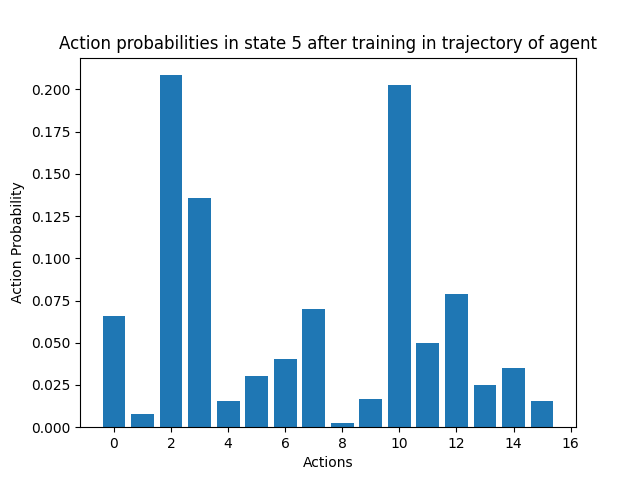 Action probabilities in state 5 after training in trajectory of agent
0.200
0.175
0.150
0.125
0.100
0.075
0.050
0.025
0.000
Action Probability
0 2 4 6 8 10 12 14 16
Actions